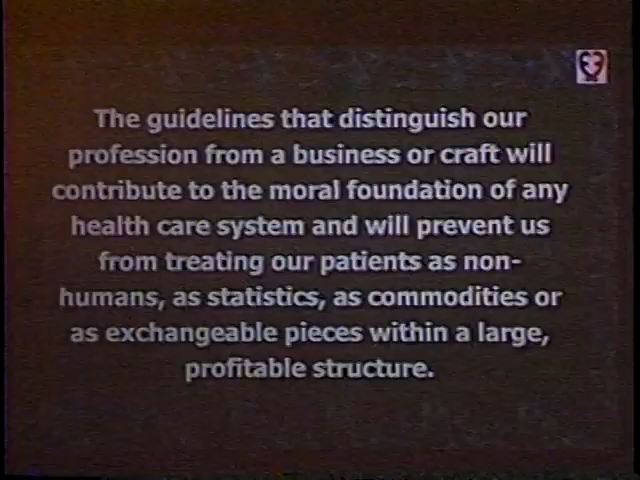 The guidelines that distinguish our
profession from a business or craft will
contribute to the moral foundation of any
health care system and will prevent us
from treating our patients as non-
humans, as statistics, as commodities or
as exchangeable pieces within a large,
profitable structure.